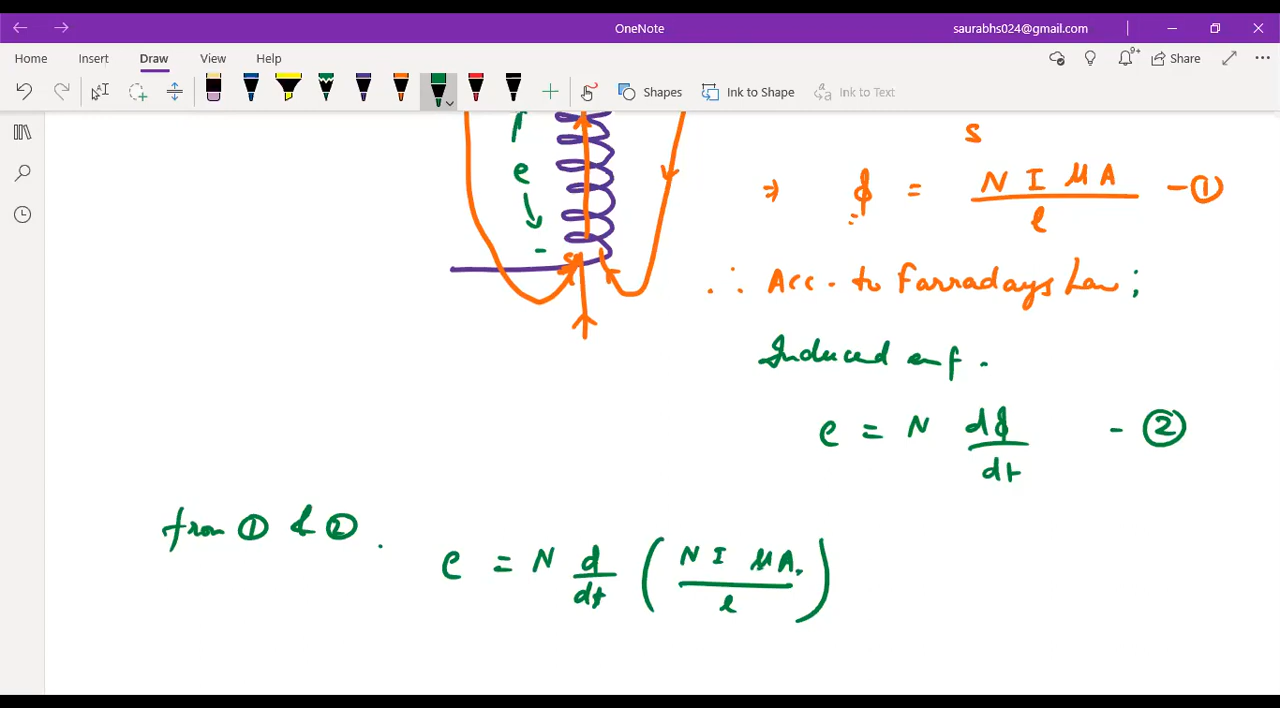 OneNote
saurabhs024@gmail.com
Home Insert Draw View Help
Share
Shapes
Ink to Shape
Ink to Text
s
e
-
⇒ ϕ = N I μ A / l - ①
∴ Acc. to Farradays Law ;
Induced emf.
e = N dϕ / dt - ②
from ① & ② .
e = N d/dt ( N I μ A. / l )